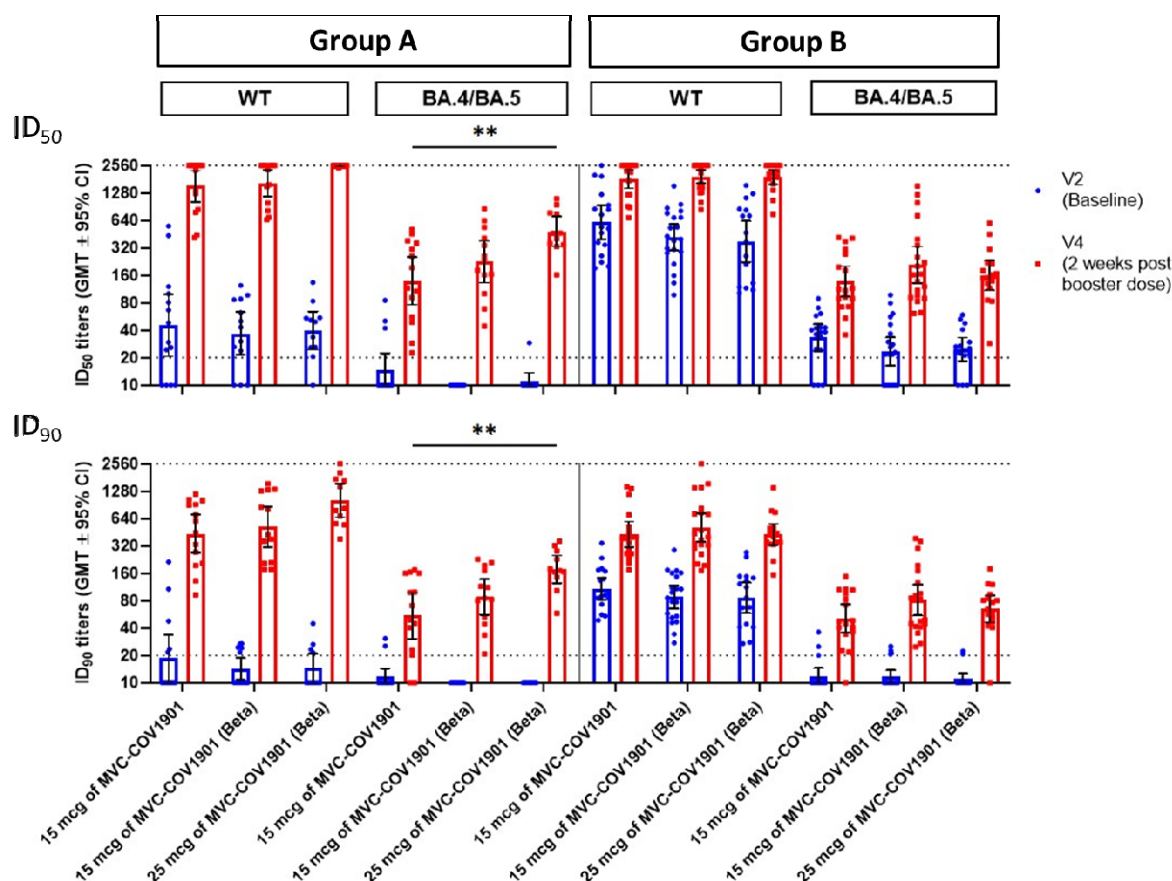 Group A
Group B
WT
BA.4/BA.5
WT
BA.4/BA.5
ID50
**
ID50 titers (GMT ± 95% CI)
2560
1280
640
320
160
80
40
20
10
V2
(Baseline)
V4
(2 weeks post
booster dose)
ID90
**
ID90 titers (GMT ± 95% CI)
2560
1280
640
320
160
80
40
20
10
15 mcg of MVC-COV1901
15 mcg of MVC-COV1901 (Beta)
25 mcg of MVC-COV1901 (Beta)
15 mcg of MVC-COV1901
15 mcg of MVC-COV1901 (Beta)
25 mcg of MVC-COV1901 (Beta)
15 mcg of MVC-COV1901
15 mcg of MVC-COV1901 (Beta)
25 mcg of MVC-COV1901 (Beta)
15 mcg of MVC-COV1901
15 mcg of MVC-COV1901 (Beta)
25 mcg of MVC-COV1901 (Beta)